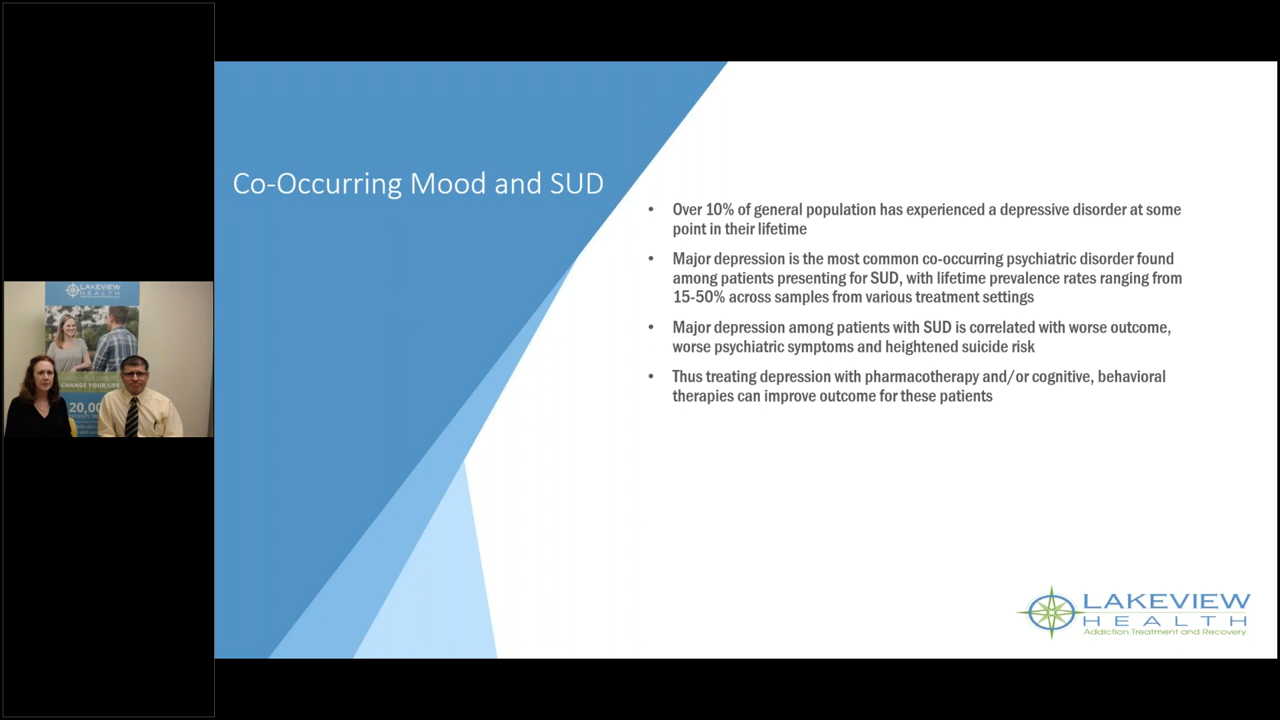 Co-Occurring Mood and SUD
• Over 10% of general population has experienced a depressive disorder at some
point in their lifetime
• Major depression is the most common co-occurring psychiatric disorder found
among patients presenting for SUD, with lifetime prevalence rates ranging from
15-50% across samples from various treatment settings
• Major depression among patients with SUD is correlated with worse outcome,
worse psychiatric symptoms and heightened suicide risk
• Thus treating depression with pharmacotherapy and/or cognitive, behavioral
therapies can improve outcome for these patients
LAKEVIEW
HEALTH
Addiction Treatment and Recovery
LAKEVIEW
HEALTH
CHANGE YOUR LIFE
20,00